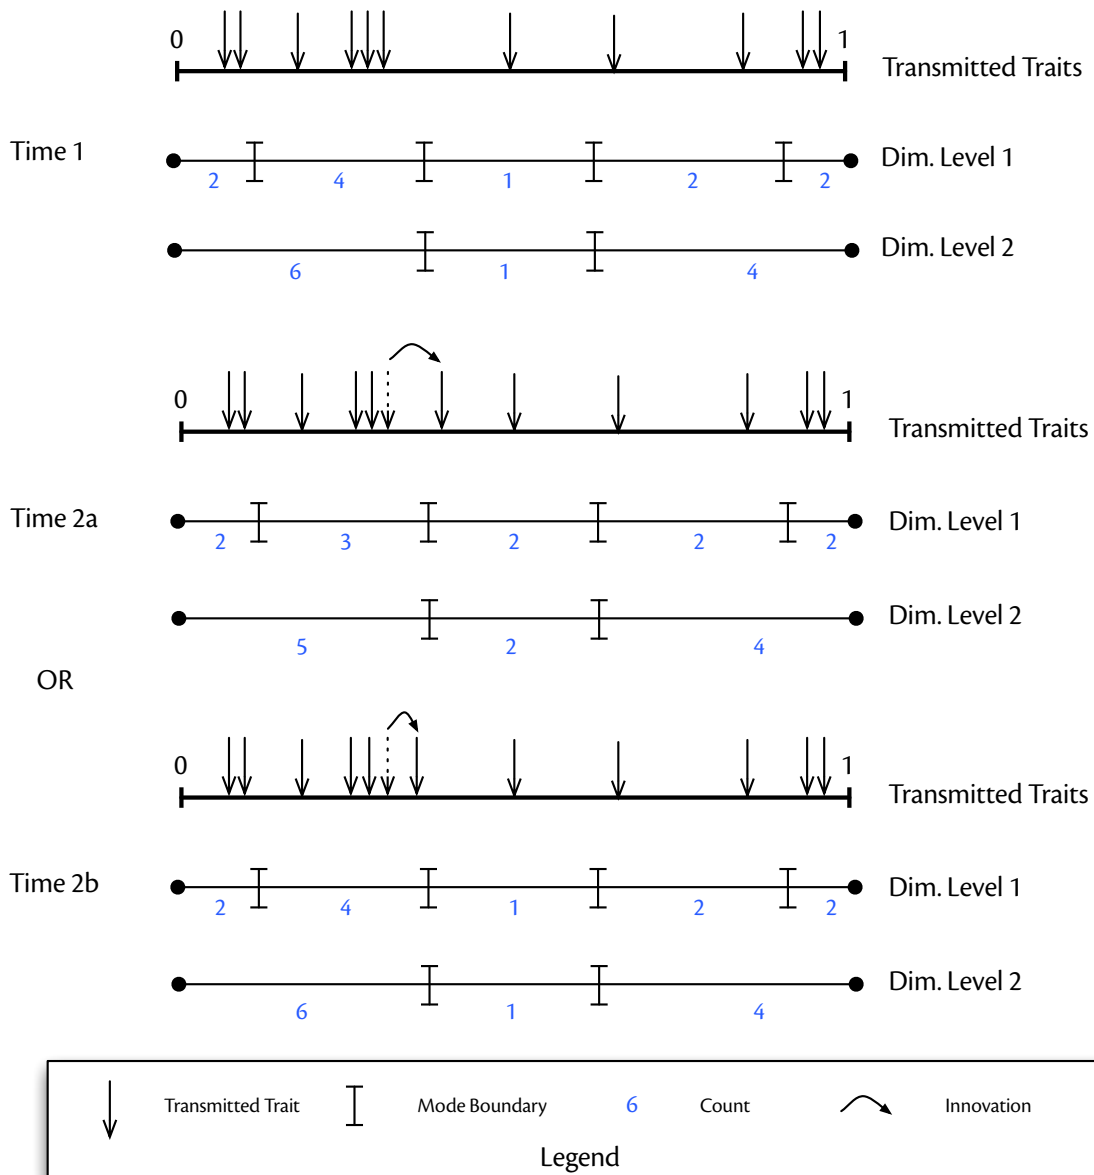 0 1
Transmitted Traits
Time 1
Dim. Level 1
2 4 1 2 2
Dim. Level 2
6 1 4
0 1
Transmitted Traits
Time 2a
Dim. Level 1
2 3 2 2 2
Dim. Level 2
5 2 4
OR
0 1
Transmitted Traits
Time 2b
Dim. Level 1
2 4 1 2 2
Dim. Level 2
6 1 4
Transmitted Trait Mode Boundary 6 Count Innovation
Legend